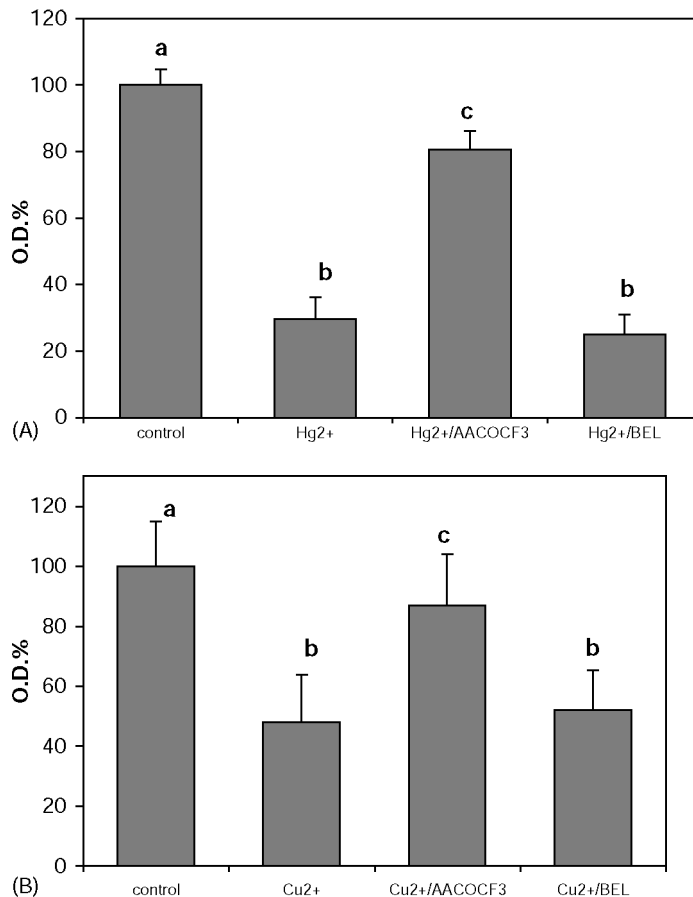 120
a
100
c
80
O.D.%
60
b
b
40
20
0
(A)
control Hg2+ Hg2+/AACOCF3 Hg2+/BEL
120
a
c
100
80
O.D.%
b
b
60
40
20
0
(B)
control Cu2+ Cu2+/AACOCF3 Cu2+/BEL